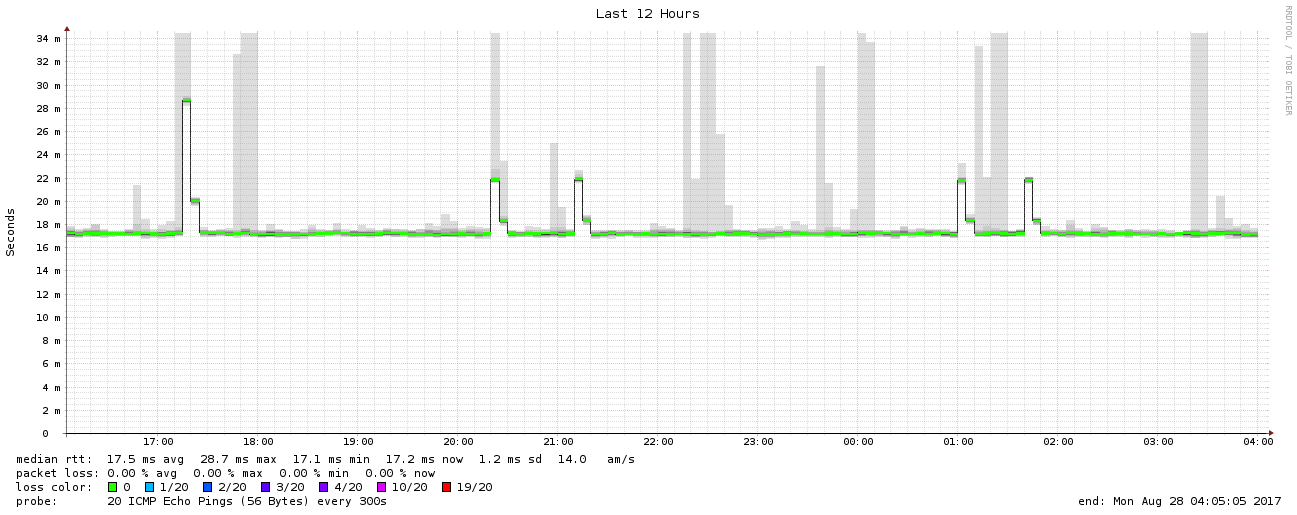 Last 12 Hours
RRDTOOL / TOBI OETIKER
Seconds
34 m
32 m
30 m
28 m
26 m
24 m
22 m
20 m
18 m
16 m
14 m
12 m
10 m
8 m
6 m
4 m
2 m
0
17:00 18:00 19:00 20:00 21:00 22:00 23:00 00:00 01:00 02:00 03:00 04:00
median rtt: 17.5 ms avg 28.7 ms max 17.1 ms min 17.2 ms now 1.2 ms sd 14.0 am/s
packet loss: 0.00 % avg 0.00 % max 0.00 % min 0.00 % now
loss color: 0 1/20 2/20 3/20 4/20 10/20 19/20
probe: 20 ICMP Echo Pings (56 Bytes) every 300s end: Mon Aug 28 04:05:05 2017